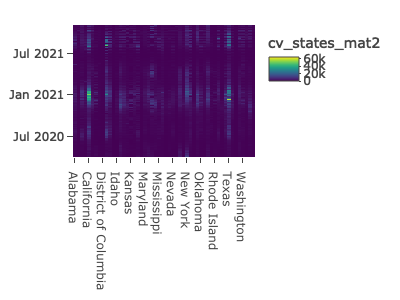 cv_states_mat2
60k
40k
20k
0
Jul 2021
Jan 2021
Jul 2020
Alabama
California
District of Columbia
Idaho
Kansas
Maryland
Mississippi
Nevada
New York
Oklahoma
Rhode Island
Texas
Washington